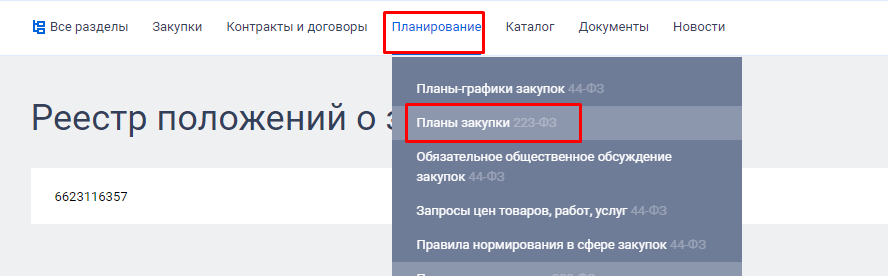 Все разделы Закупки Контракты и договоры Планирование Каталог Документы Новости
Планы-графики закупок 44-ФЗ
Реестр положений о з
Планы закупки 223-ФЗ
Обязательное общественное обсуждение
закупок 44-ФЗ
6623116357
Запросы цен товаров, работ, услуг 44-ФЗ
Правила нормирования в сфере закупок 44-ФЗ